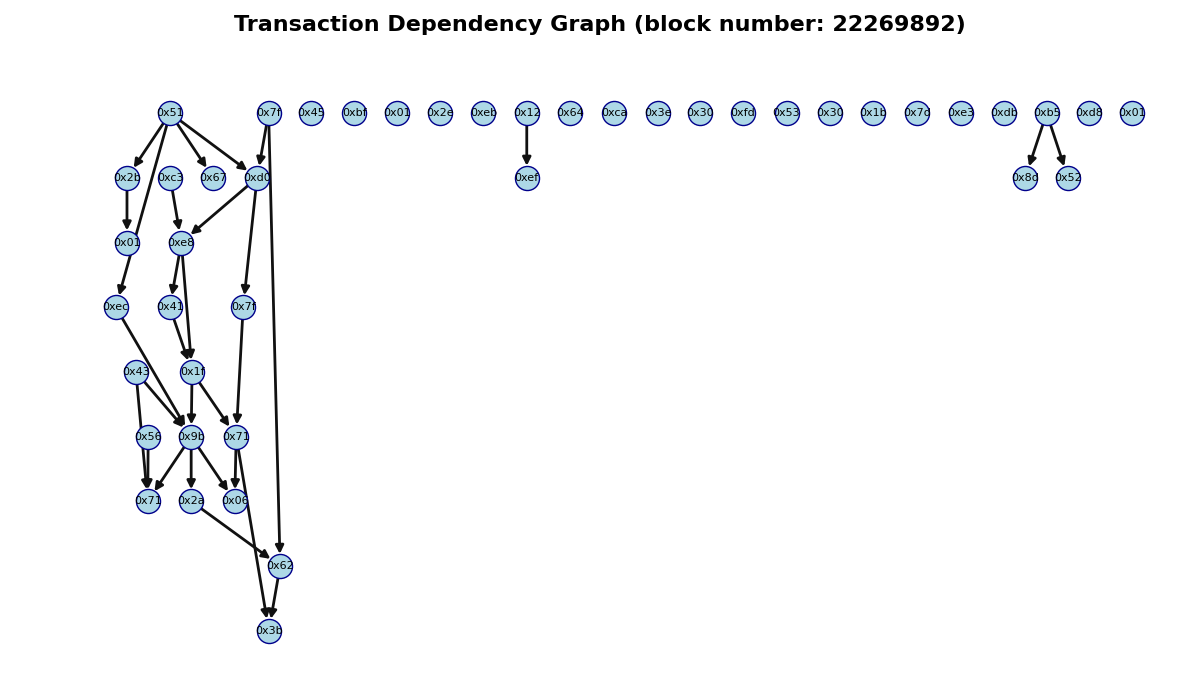 Transaction Dependency Graph (block number: 22269892)
0x51 0x7f 0x45 0xbf 0x01 0x2e 0xeb 0x12 0x64 0xca 0x3e 0x30 0xfd 0x53 0x30 0x1b 0x7d 0xe3 0xdb 0xb5 0xd8 0x01
0x2b 0xc3 0x67 0xd0 0xef 0x8d 0x52
0x01 0xe8
0xec 0x41 0x7f
0x43 0x1f
0x56 0x9b 0x71
0x71 0x2a 0x06
0x62
0x3b